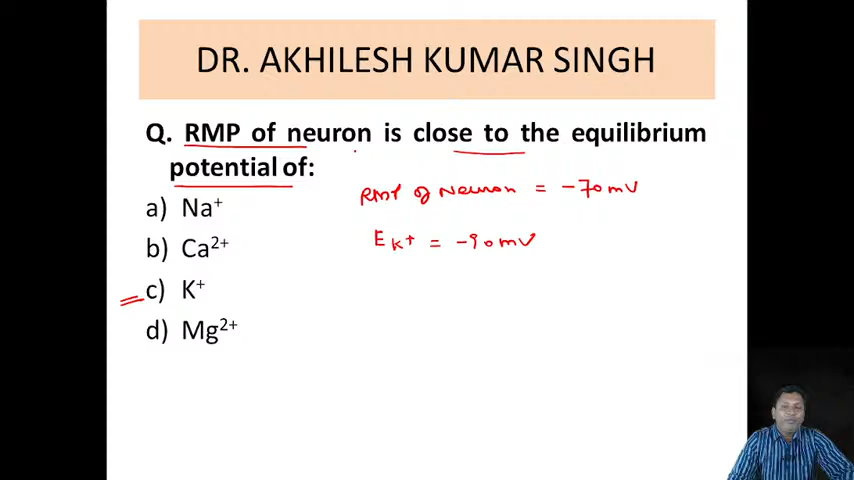 DR. AKHILESH KUMAR SINGH
Q. RMP of neuron is close to the equilibrium
potential of:
RMP of Neuron = -70mV
a) Na⁺
E K+ = -90mV
b) Ca²⁺
c) K⁺
d) Mg²⁺